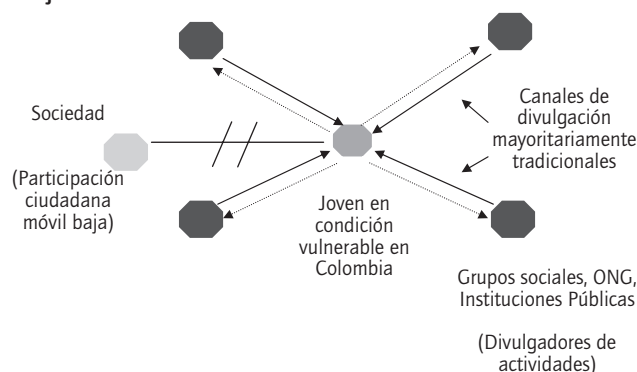 Sociedad
(Participación
ciudadana
móvil baja)
Joven en
condición
vulnerable en
Colombia
Canales de
divulgación
mayoritariamente
tradicionales
Grupos sociales, ONG,
Instituciones Públicas
(Divulgadores de
actividades)